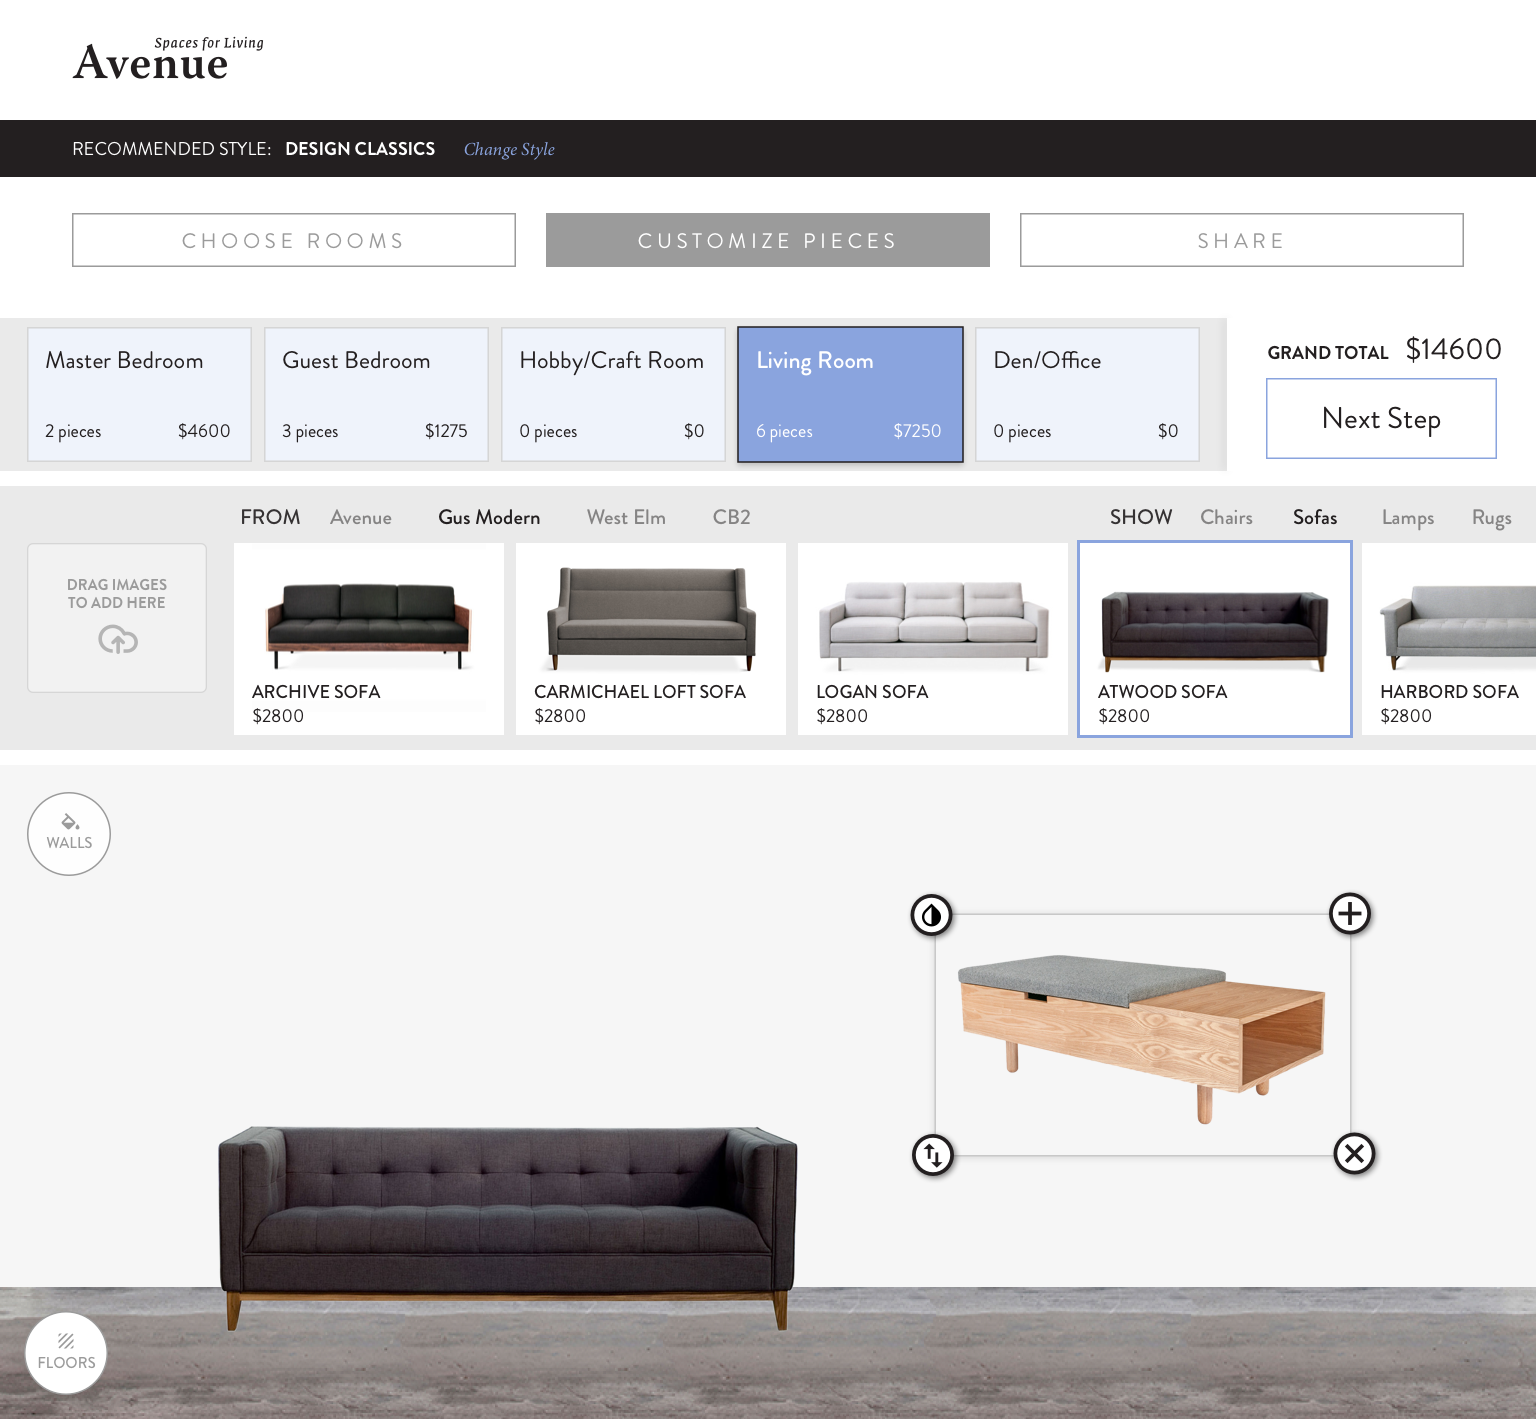 Spaces for Living
Avenue
RECOMMENDED STYLE: DESIGN CLASSICS Change Style
CHOOSE ROOMS
CUSTOMIZE PIECES
SHARE
Master Bedroom
2 pieces $4600
Guest Bedroom
3 pieces $1275
Hobby/Craft Room
0 pieces $0
Living Room
6 pieces $7250
Den/Office
0 pieces $0
GRAND TOTAL $14600
Next Step
FROM Avenue Gus Modern West Elm CB2
SHOW Chairs Sofas Lamps Rugs
DRAG IMAGES
TO ADD HERE
ARCHIVE SOFA
$2800
CARMICHAEL LOFT SOFA
$2800
LOGAN SOFA
$2800
ATWOOD SOFA
$2800
HARBORD SOFA
$2800
WALLS
FLOORS